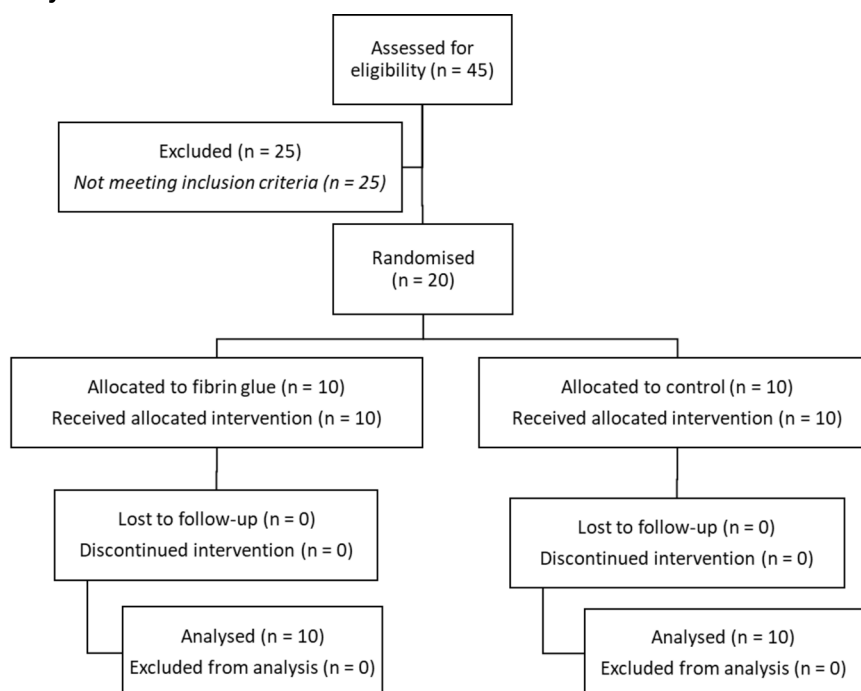 Assessed for
eligibility (n = 45)
Excluded (n = 25)
Not meeting inclusion criteria (n = 25)
Randomised
(n = 20)
Allocated to fibrin glue (n = 10)
Received allocated intervention (n = 10)
Allocated to control (n = 10)
Received allocated intervention (n = 10)
Lost to follow-up (n = 0)
Discontinued intervention (n = 0)
Lost to follow-up (n = 0)
Discontinued intervention (n = 0)
Analysed (n = 10)
Excluded from analysis (n = 0)
Analysed (n = 10)
Excluded from analysis (n = 0)